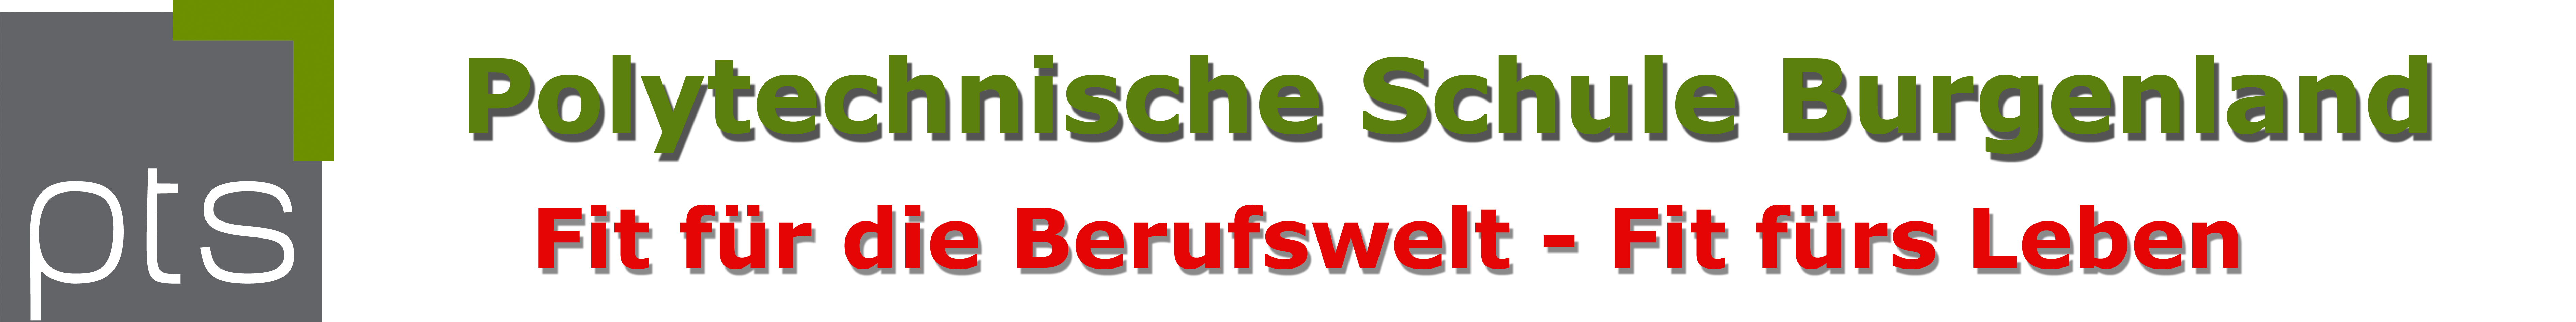 pts
Polytechnische Schule Burgenland
Fit für die Berufswelt - Fit fürs Leben